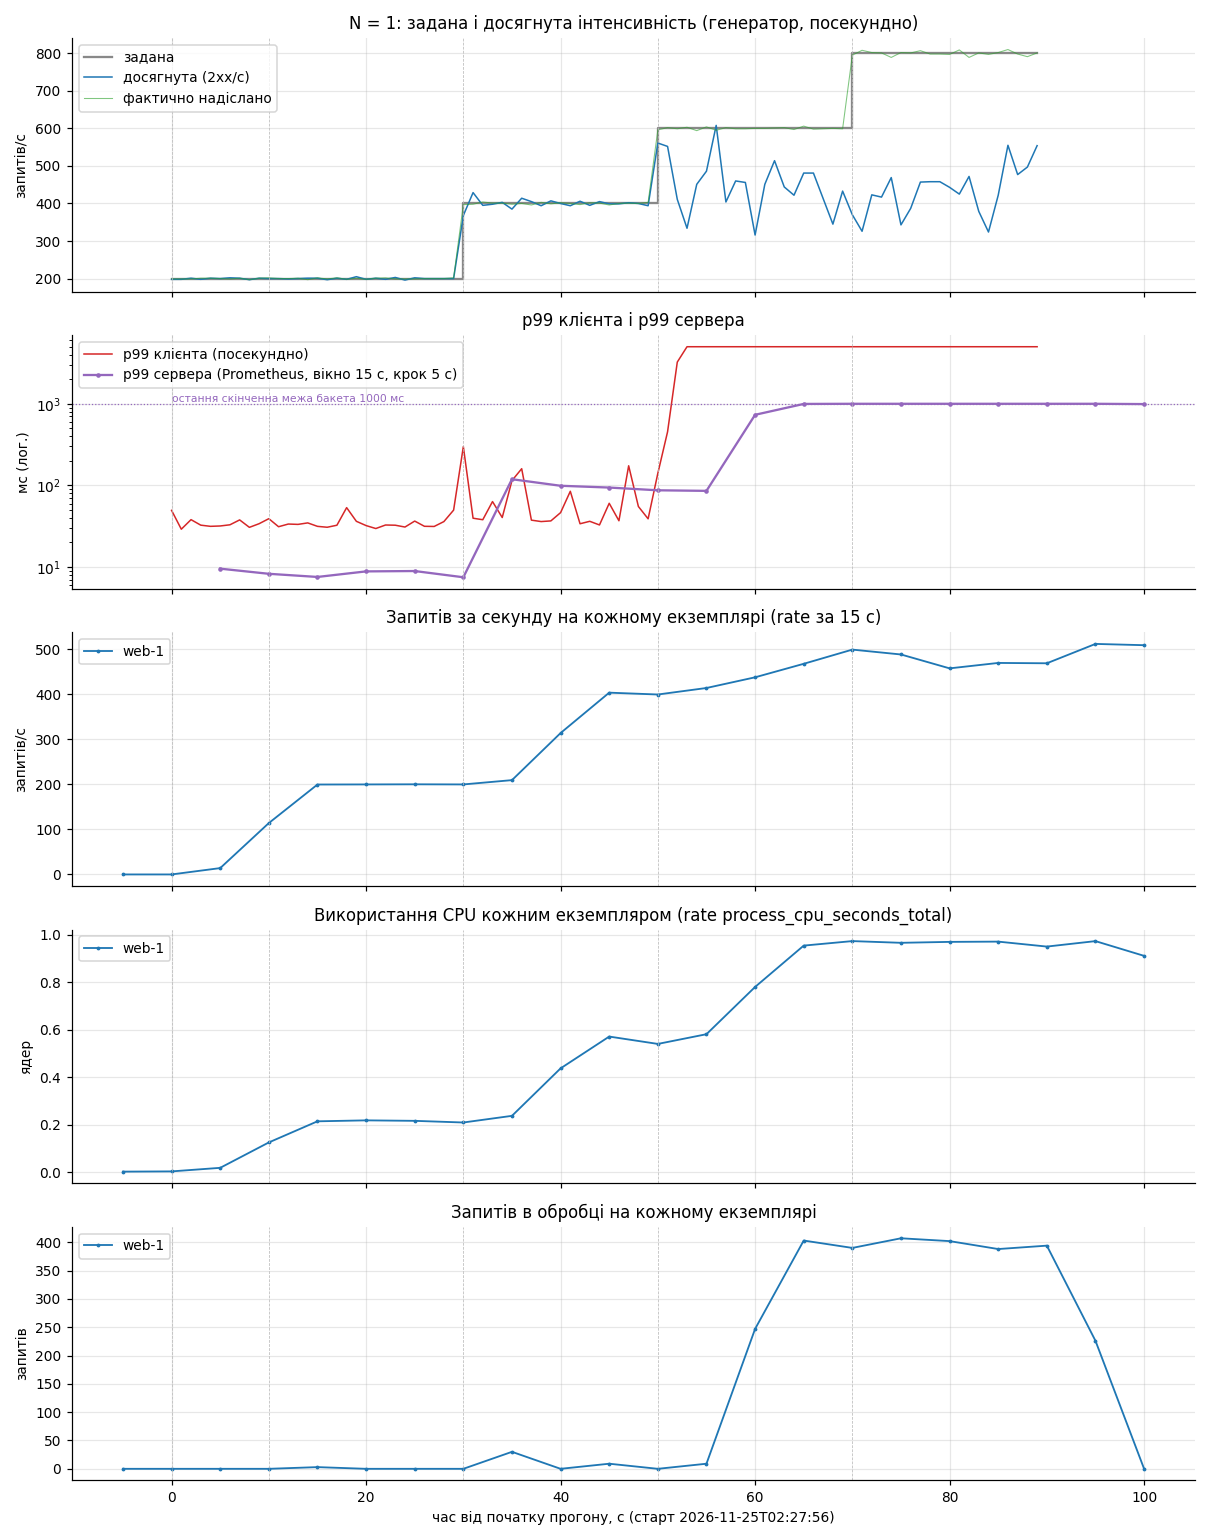 N = 1: задана і досягнута інтенсивність (генератор, посекундно)
задана
досягнута (2xx/с)
фактично надіслано
запитів/с
800
700
600
500
400
300
200
p99 клієнта і p99 сервера
p99 клієнта (посекундно)
p99 сервера (Prometheus, вікно 15 с, крок 5 с)
остання скінченна межа бакета 1000 мс
мс (лог.)
10³
10²
10¹
Запитів за секунду на кожному екземплярі (rate за 15 с)
web-1
запитів/с
500
400
300
200
100
0
Використання CPU кожним екземпляром (rate process_cpu_seconds_total)
web-1
ядер
1.0
0.8
0.6
0.4
0.2
0.0
Запитів в обробці на кожному екземплярі
web-1
запитів
400
350
300
250
200
150
100
50
0
0 20 40 60 80 100
час від початку прогону, с (старт 2026-11-25T02:27:56)